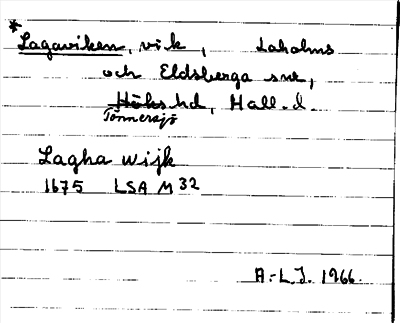 * Lagaviken, vik, Laholms
och Eldsberga snr,
Höks hd, Hall. l.
Tönnersjö
Lagha wijk
1675 LSA M 32
A.-L.J. 1966.